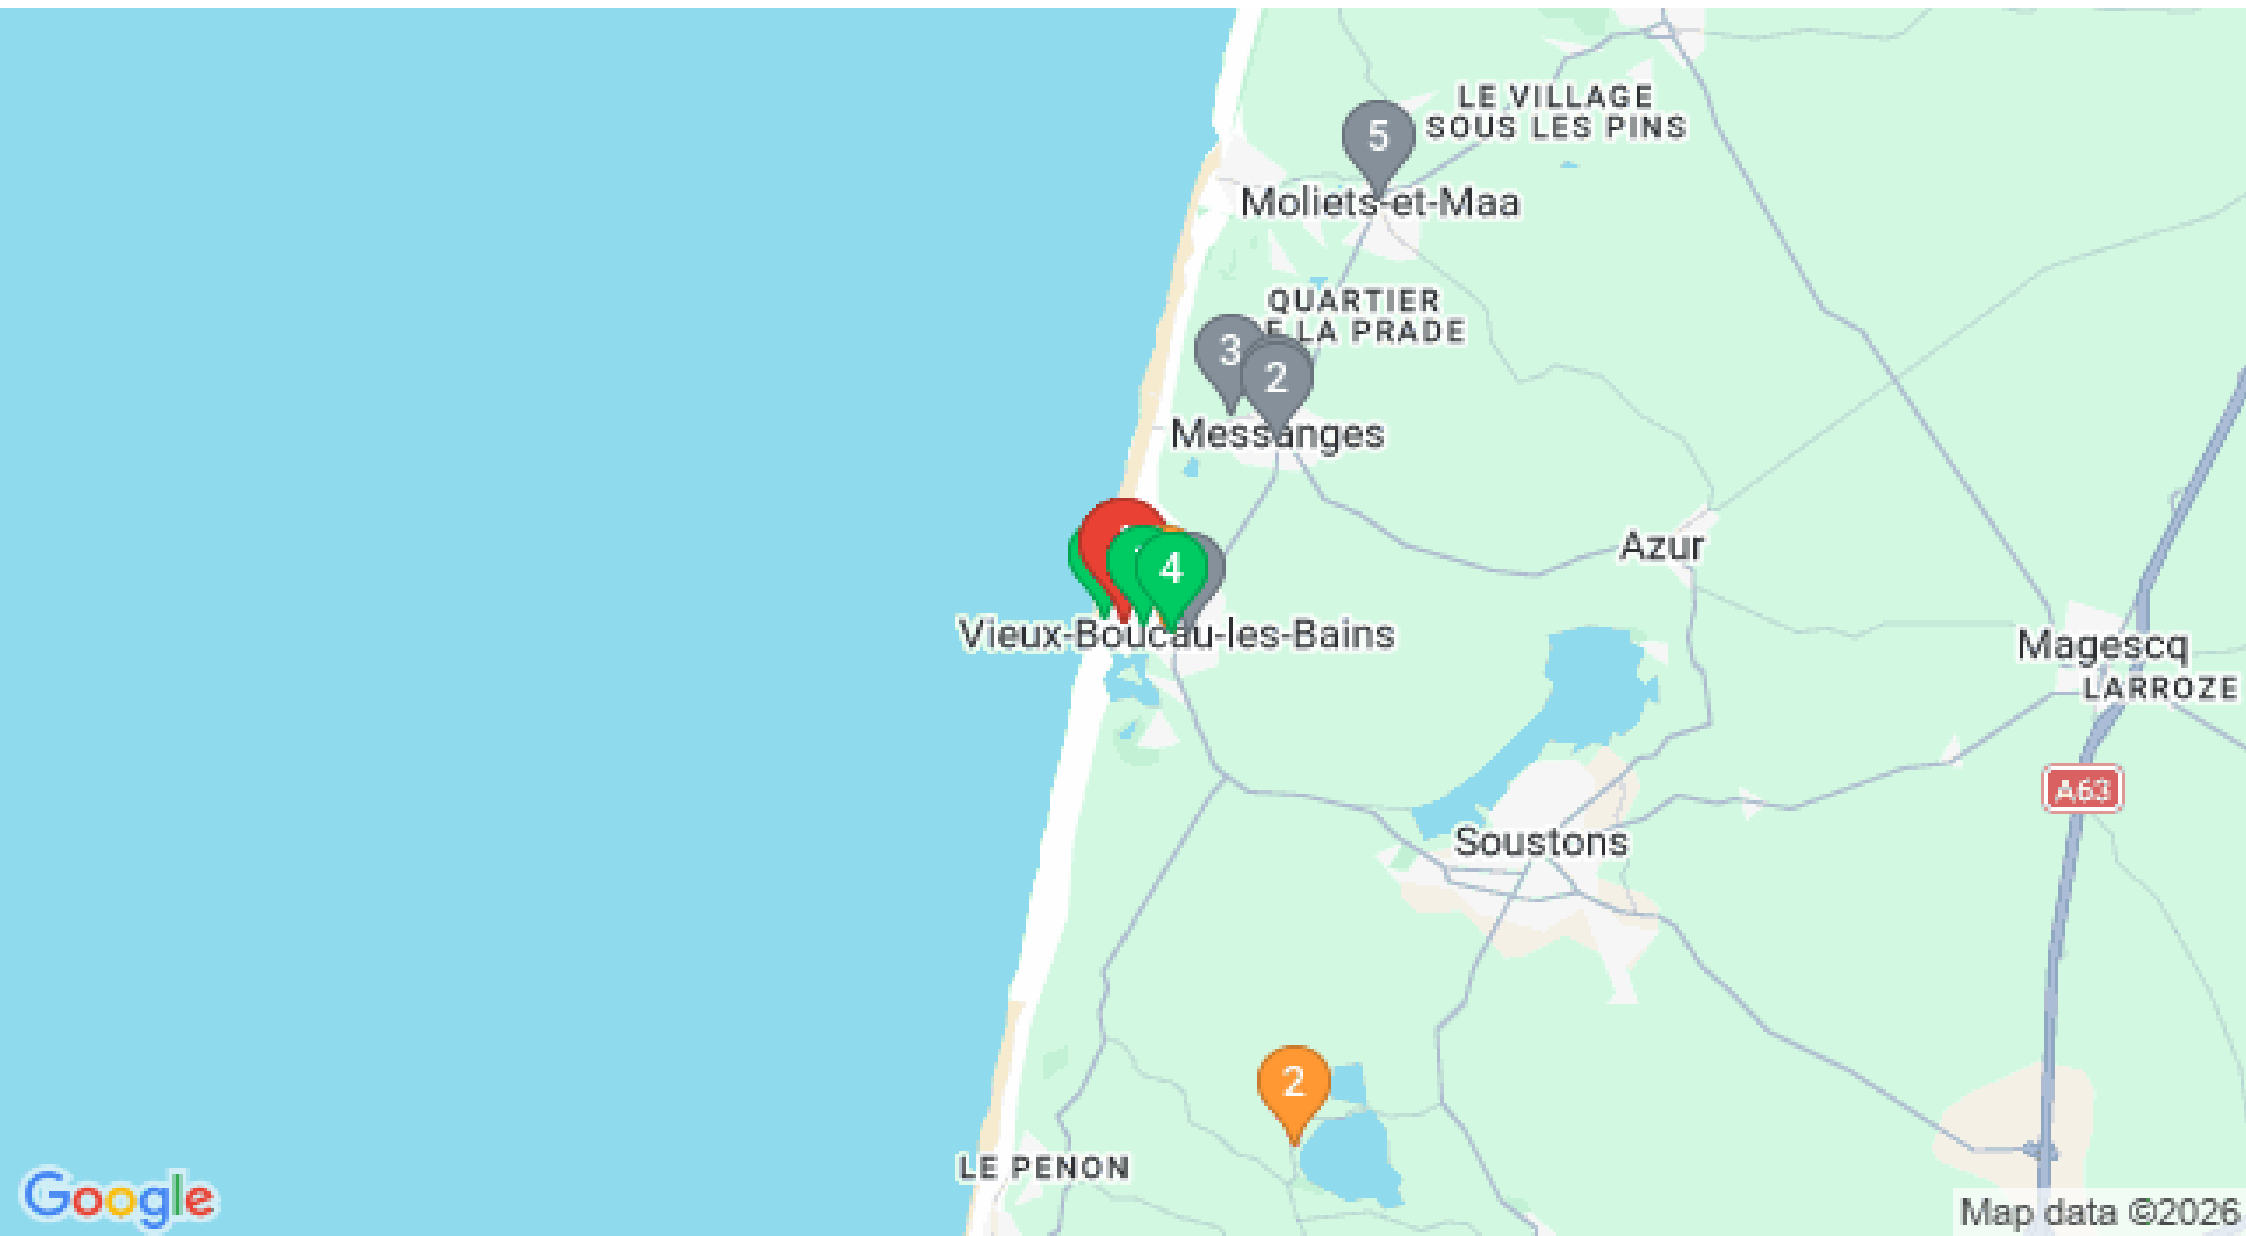 LE VILLAGE
SOUS LES PINS
5
Moliets-et-Maa
QUARTIER
E LA PRADE
3
2
Messanges
4
Azur
Vieux-Boucau-les-Bains
Magescq
LARROZE
A63
Soustons
2
LE PENON
Google
Map data ©2026